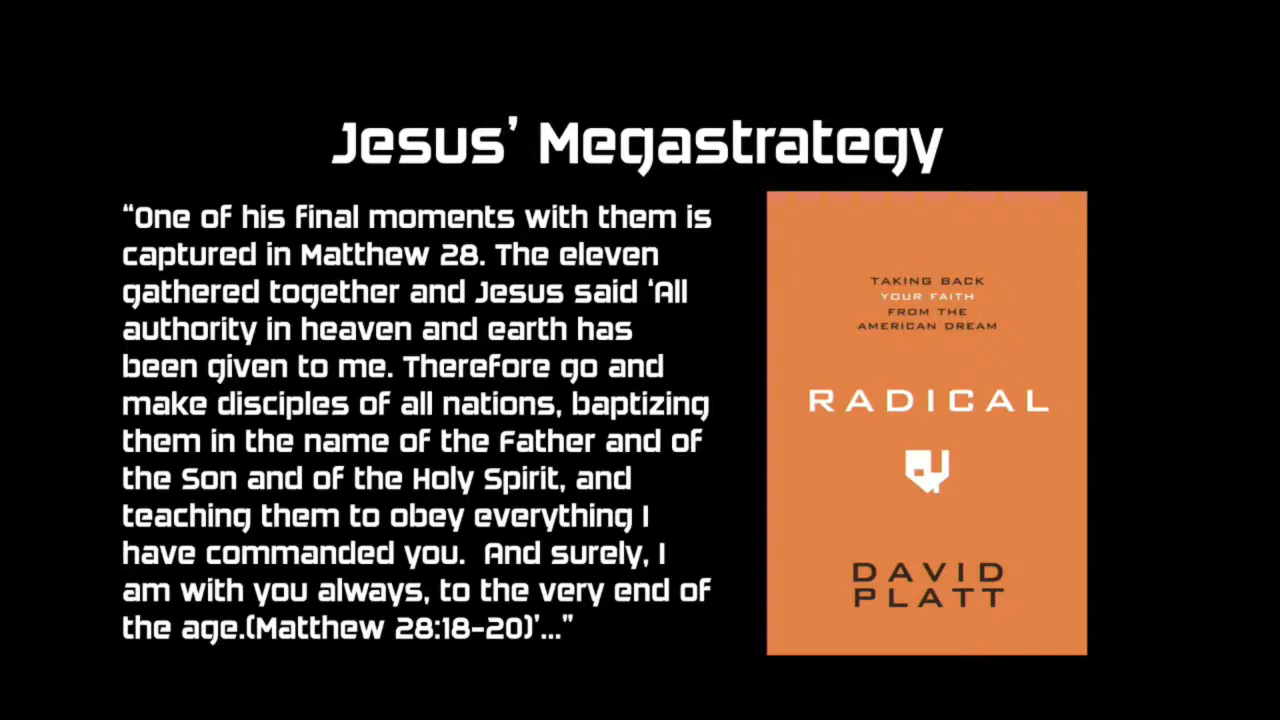 Jesus’ Megastrategy
“One of his final moments with them is
captured in Matthew 28. The eleven
gathered together and Jesus said ‘All
authority in heaven and earth has
been given to me. Therefore go and
make disciples of all nations, baptizing
them in the name of the Father and of
the Son and of the Holy Spirit, and
teaching them to obey everything I
have commanded you.  And surely, I
am with you always, to the very end of
the age.(Matthew 28:18-20)’...”
TAKING BACK
YOUR FAITH
FROM THE
AMERICAN DREAM
RADICAL
DAVID
PLATT